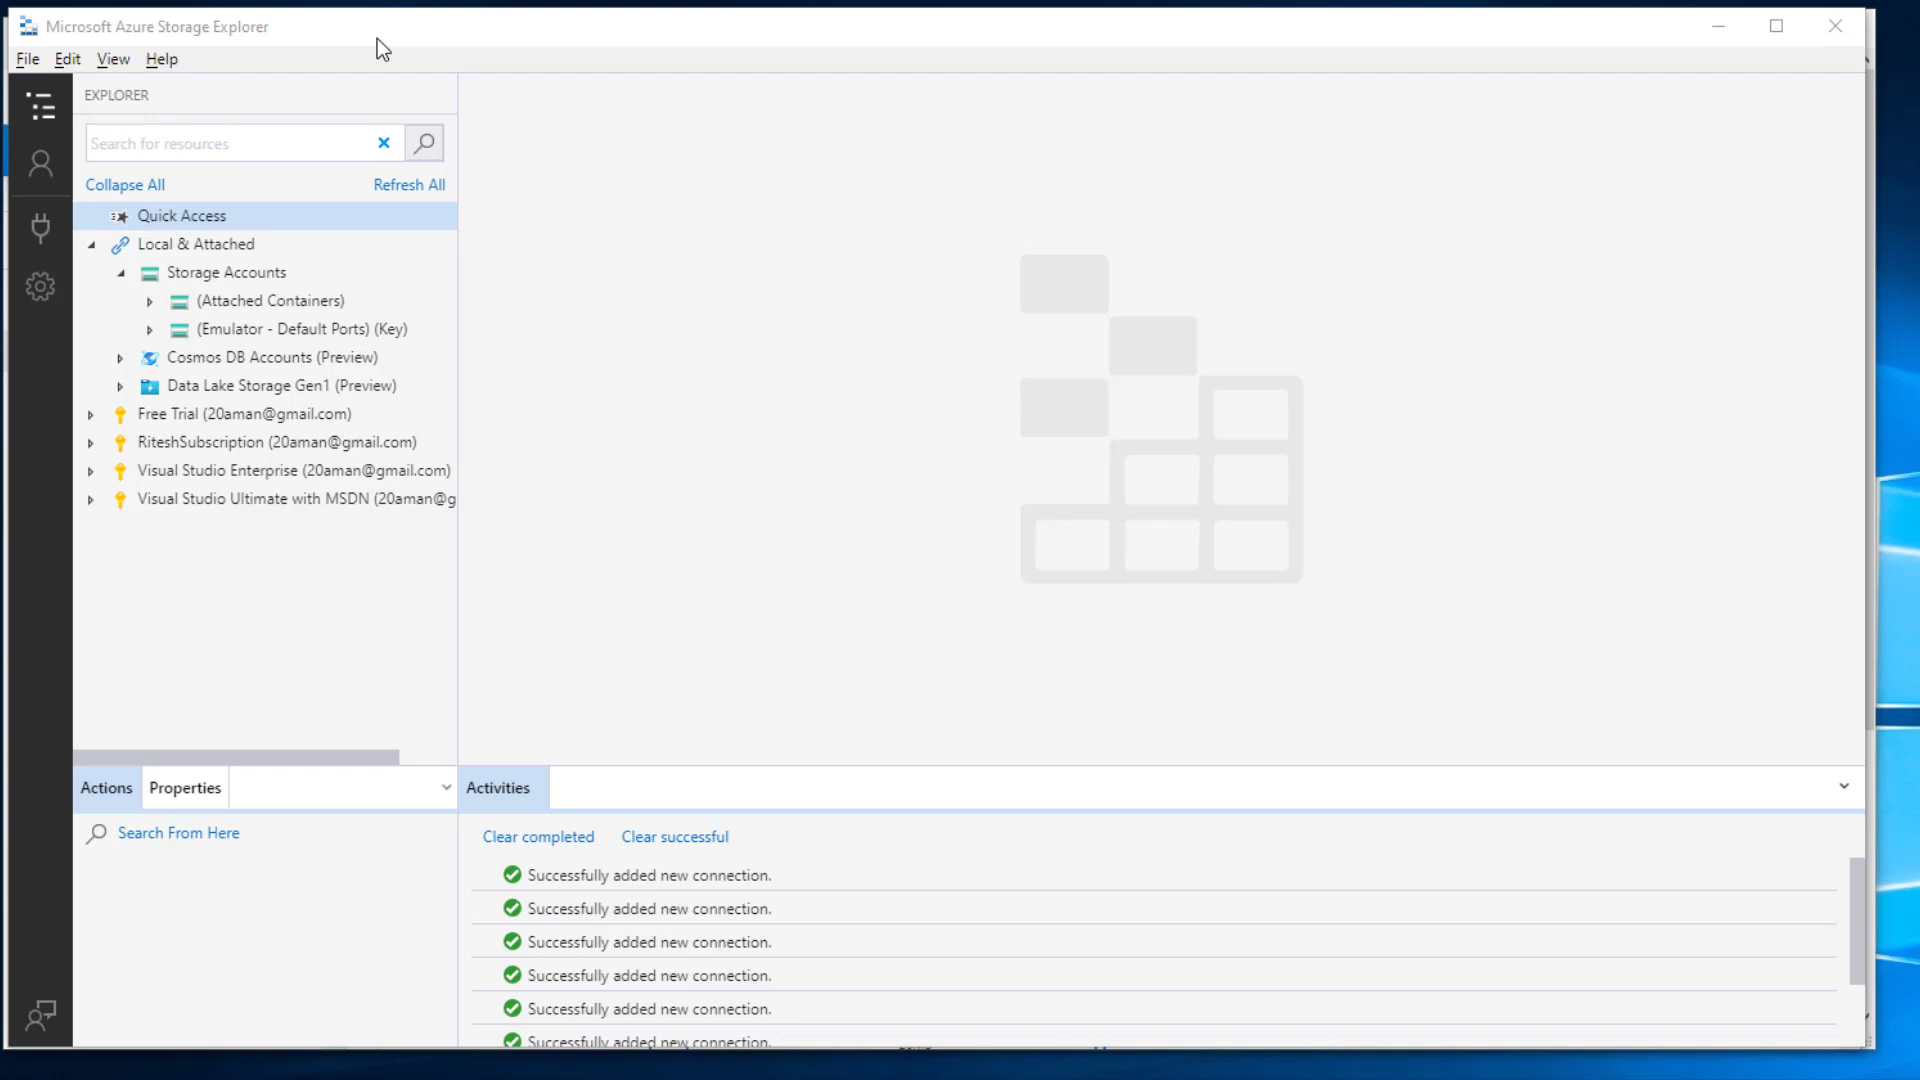 Microsoft Azure Storage Explorer
File Edit View Help
EXPLORER
Search for resources
Collapse All Refresh All
Quick Access
Local & Attached
Storage Accounts
(Attached Containers)
(Emulator - Default Ports) (Key)
Cosmos DB Accounts (Preview)
Data Lake Storage Gen1 (Preview)
Free Trial (20aman@gmail.com)
RiteshSubscription (20aman@gmail.com)
Visual Studio Enterprise (20aman@gmail.com)
Visual Studio Ultimate with MSDN (20aman@g
Actions Properties
Search From Here
Activities
Clear completed Clear successful
Successfully added new connection.
Successfully added new connection.
Successfully added new connection.
Successfully added new connection.
Successfully added new connection.
Successfully added new connection.